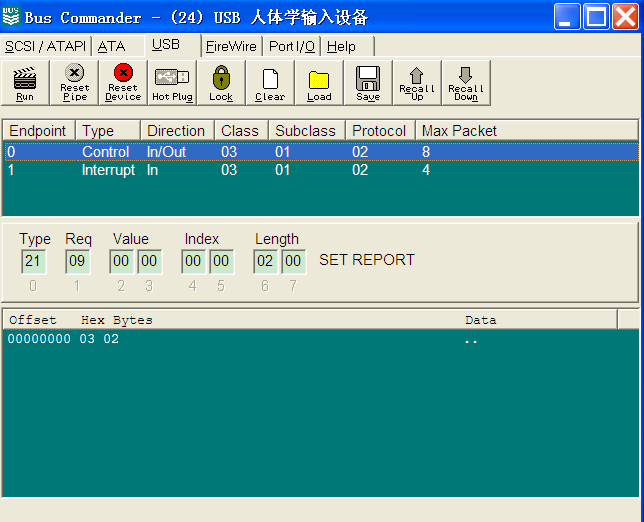 BUS Bus Commander - (24) USB 人体学输入设备
SCSI / ATAPI ATA USB FireWire Port I/O Help
Run Reset Pipe Reset Device Hot Plug Lock Clear Load Save Recall Up Recall Down
Endpoint Type Direction Class Subclass Protocol Max Packet
0 Control In/Out 03 01 02 8
1 Interrupt In 03 01 02 4
Type Req Value Index Length
21 09 00 00 00 00 02 00 SET REPORT
0 1 2 3 4 5 6 7
Offset Hex Bytes Data
00000000 03 02 ..